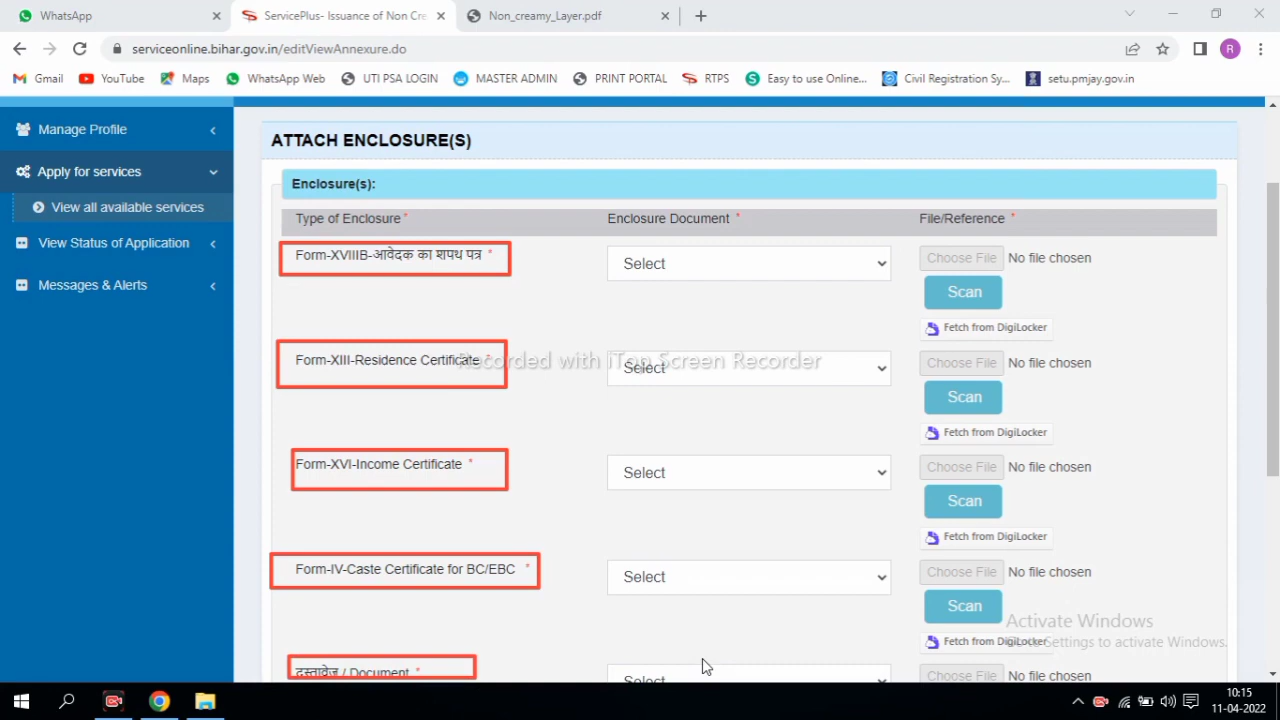 WhatsApp
ServicePlus- Issuance of Non Cre
Non_creamy_Layer.pdf
serviceonline.bihar.gov.in/editViewAnnexure.do
R
Gmail
YouTube
Maps
WhatsApp Web
UTI PSA LOGIN
MASTER ADMIN
PRINT PORTAL
RTPS
Easy to use Online...
Civil Registration Sy...
setu.pmjay.gov.in
Manage Profile
Apply for services
View all available services
View Status of Application
Messages & Alerts
ATTACH ENCLOSURE(S)
Enclosure(s):
Type of Enclosure * Enclosure Document * File/Reference *
Form-XVIIIB-आवेदक का शपथ पत्र * Select Choose File No file chosen
Scan
Fetch from DigiLocker
Form-XIII-Residence Certificate * Select Choose File No file chosen
Recorded with iTop Screen Recorder
Scan
Fetch from DigiLocker
Form-XVI-Income Certificate * Select Choose File No file chosen
Scan
Fetch from DigiLocker
Form-IV-Caste Certificate for BC/EBC * Select Choose File No file chosen
Scan
Activate Windows
Fetch from DigiLocker
Go to Settings to activate Windows.
दस्तावेज / Document * Select Choose File No file chosen
10:15
11-04-2022